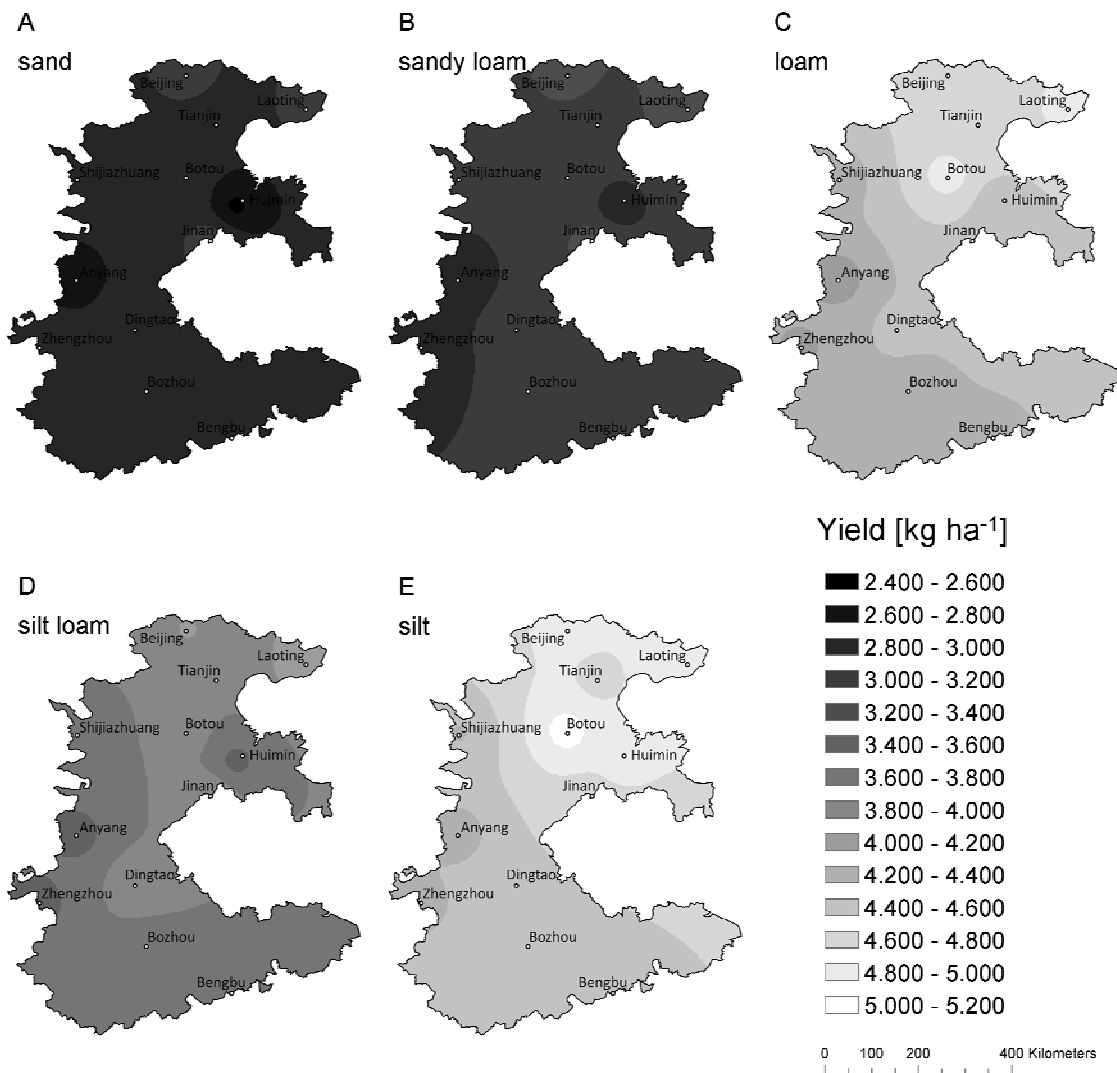 A
sand
Beijing
Laoting
Tianjin
Shijiazhuang
Botou
Huimin
Jinan
Anyang
Dingtao
Zhengzhou
Bozhou
Bengbu
B
sandy loam
Beijing
Laoting
Tianjin
Shijiazhuang
Botou
Huimin
Jinan
Anyang
Dingtao
Zhengzhou
Bozhou
Bengbu
C
loam
Beijing
Laoting
Tianjin
Shijiazhuang
Botou
Huimin
Jinan
Anyang
Dingtao
Zhengzhou
Bozhou
Bengbu
D
silt loam
Beijing
Laoting
Tianjin
Shijiazhuang
Botou
Huimin
Jinan
Anyang
Dingtao
Zhengzhou
Bozhou
Bengbu
E
silt
Beijing
Laoting
Tianjin
Shijiazhuang
Botou
Huimin
Jinan
Anyang
Dingtao
Zhengzhou
Bozhou
Bengbu
Yield [kg ha⁻¹]
2.400 - 2.600
2.600 - 2.800
2.800 - 3.000
3.000 - 3.200
3.200 - 3.400
3.400 - 3.600
3.600 - 3.800
3.800 - 4.000
4.000 - 4.200
4.200 - 4.400
4.400 - 4.600
4.600 - 4.800
4.800 - 5.000
5.000 - 5.200
0 100 200 400 Kilometers